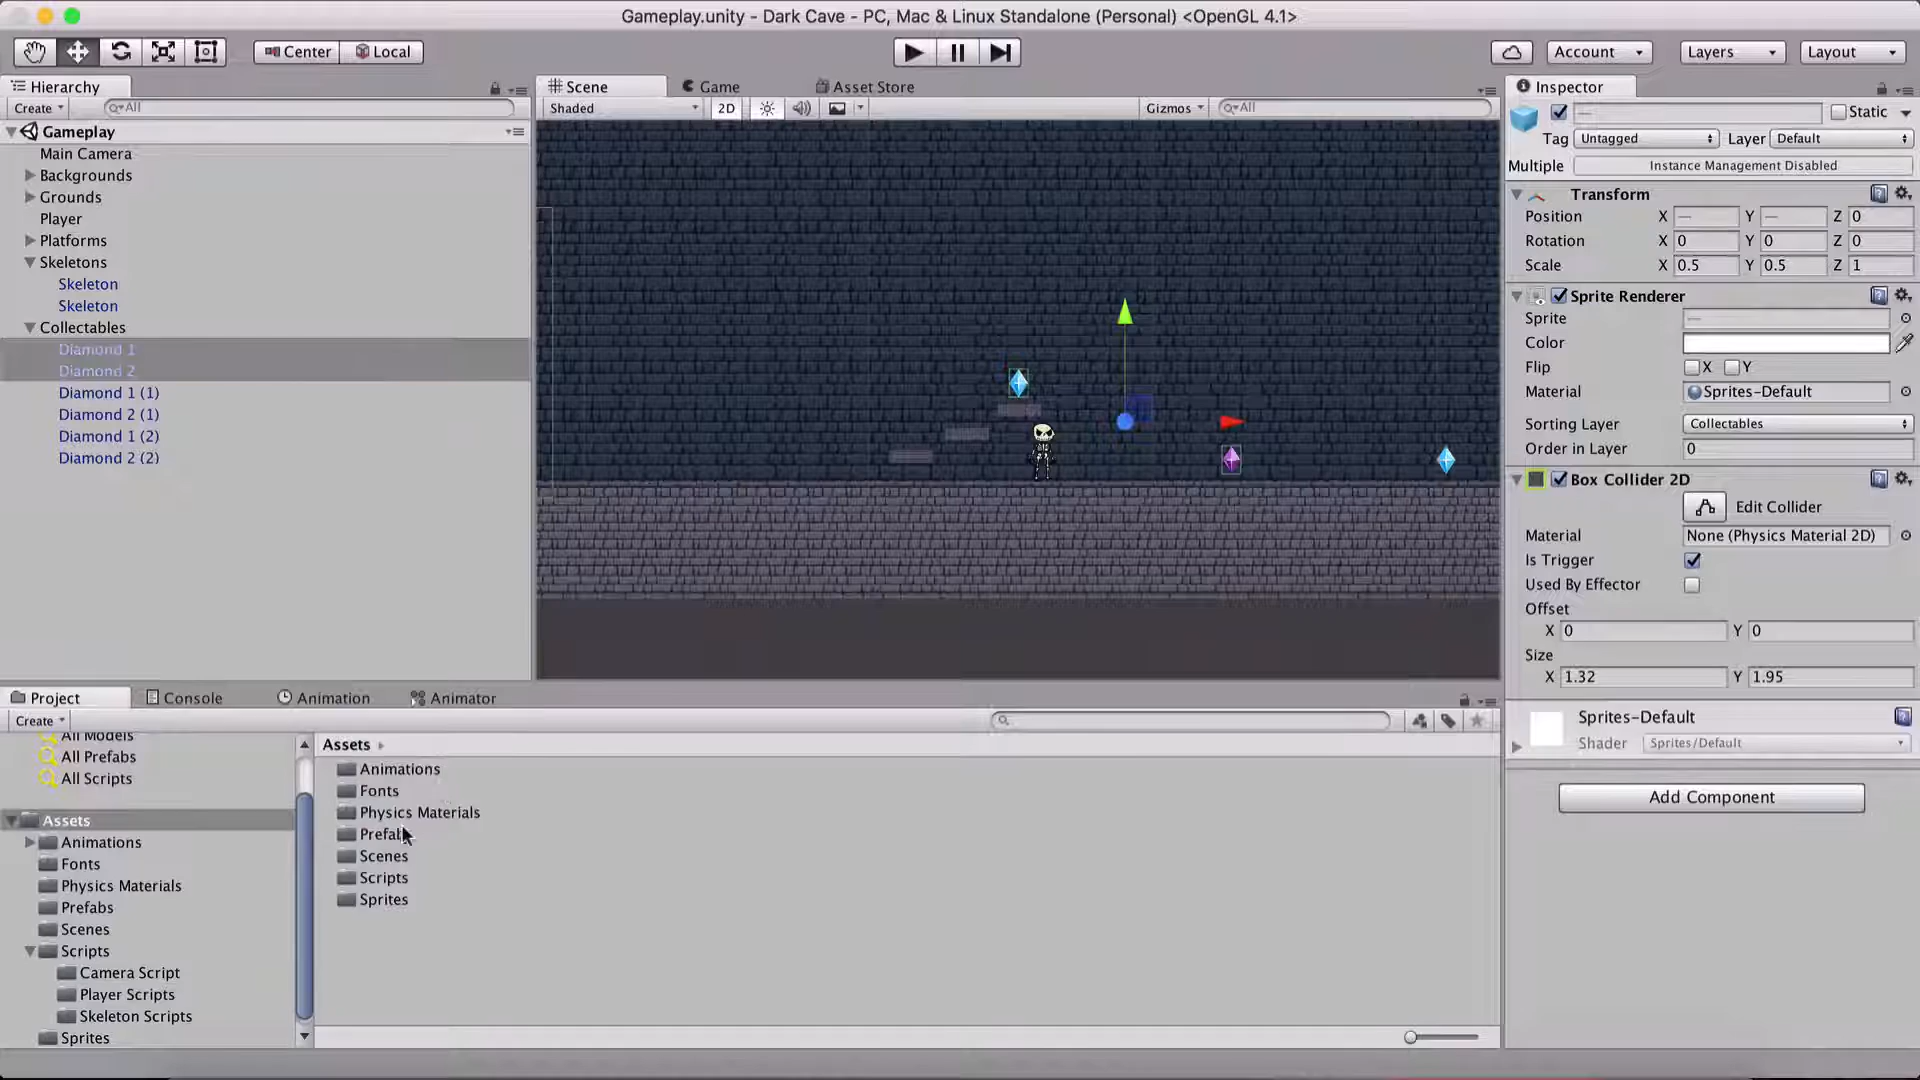 Gameplay.unity - Dark Cave - PC, Mac & Linux Standalone (Personal) <OpenGL 4.1>
Center
Local
Account
Layers
Layout
Hierarchy
Create
All
Gameplay
Main Camera
Backgrounds
Grounds
Player
Platforms
Skeletons
Skeleton
Skeleton
Collectables
Diamond 1
Diamond 2
Diamond 1 (1)
Diamond 2 (1)
Diamond 1 (2)
Diamond 2 (2)
Scene
Game
Asset Store
Shaded
2D
Gizmos
All
Inspector
Static
Tag Untagged Layer Default
Multiple Instance Management Disabled
Transform
Position X — Y — Z 0
Rotation X 0 Y 0 Z 0
Scale X 0.5 Y 0.5 Z 1
Sprite Renderer
Sprite —
Color
Flip X Y
Material Sprites-Default
Sorting Layer Collectables
Order in Layer 0
Box Collider 2D
Edit Collider
Material None (Physics Material 2D)
Is Trigger
Used By Effector
Offset
X 0 Y 0
Size
X 1.32 Y 1.95
Sprites-Default
Shader Sprites/Default
Add Component
Project
Console
Animation
Animator
Create
All Models
All Prefabs
All Scripts
Assets
Animations
Fonts
Physics Materials
Prefabs
Scenes
Scripts
Camera Script
Player Scripts
Skeleton Scripts
Sprites
Assets
Animations
Fonts
Physics Materials
Scenes
Scripts
Sprites